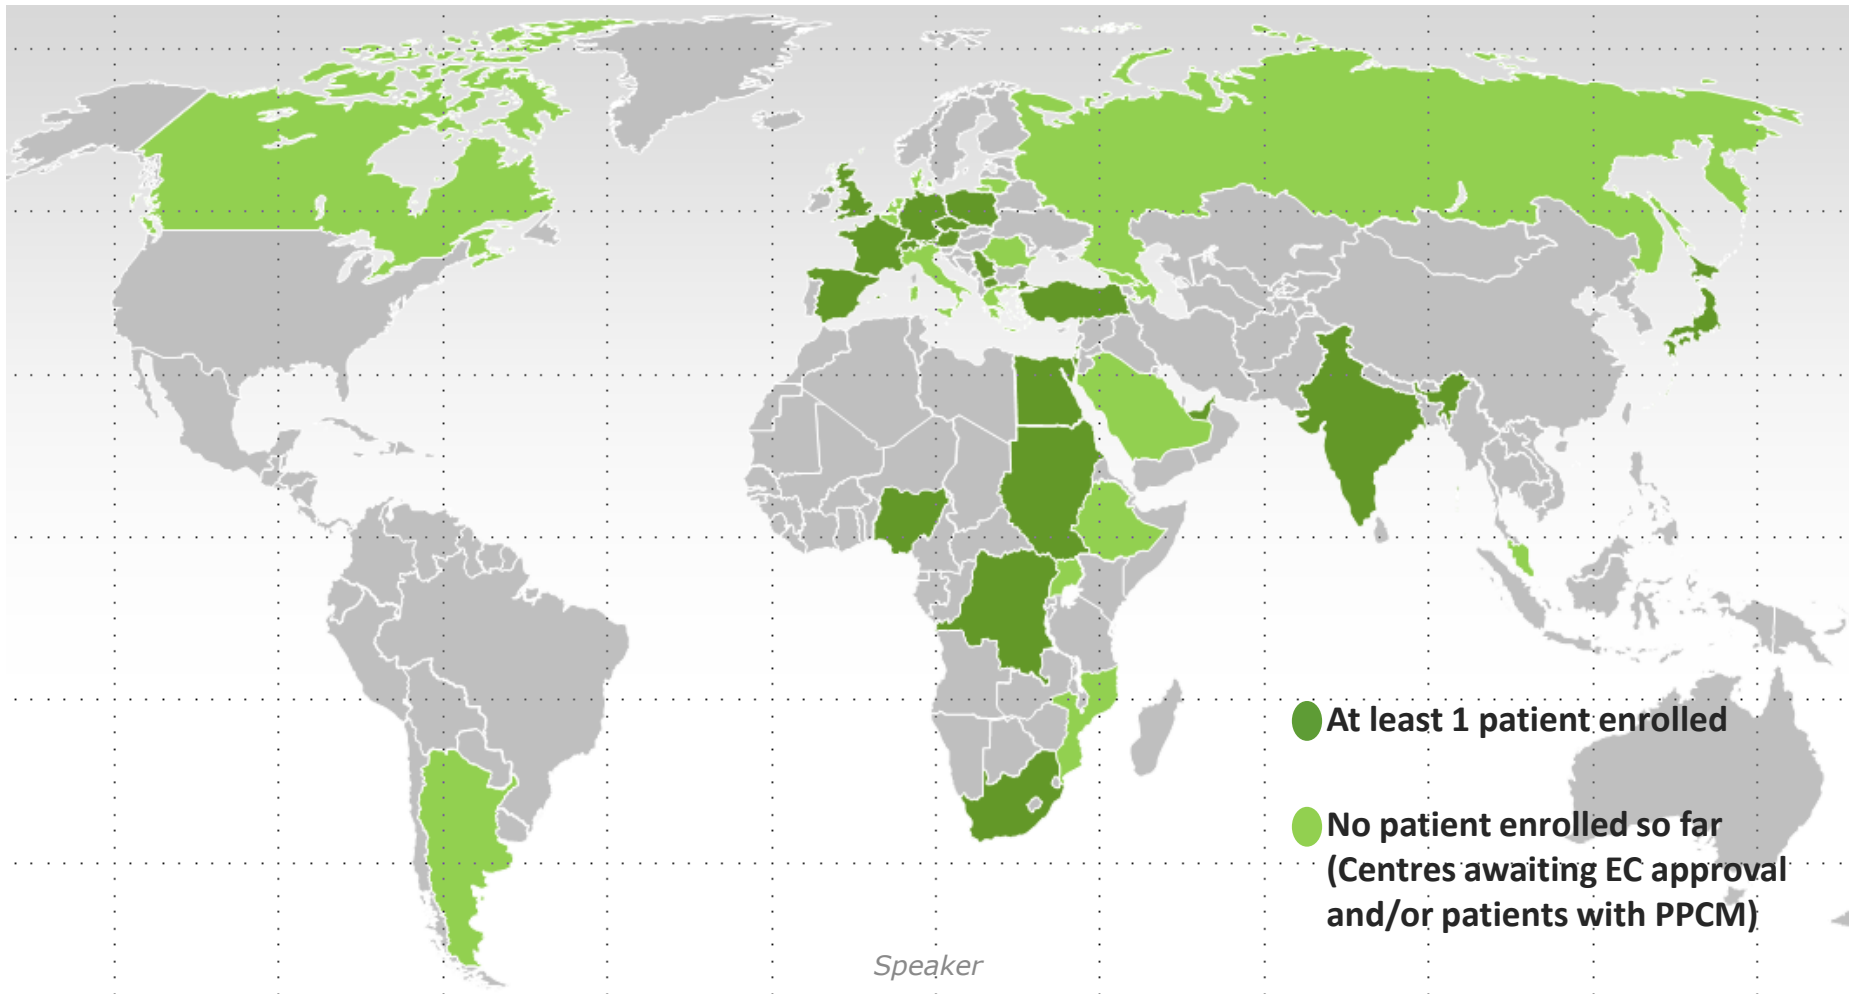 At least 1 patient enrolled
No patient enrolled so far
(Centres awaiting EC approval
and/or patients with PPCM)
Speaker